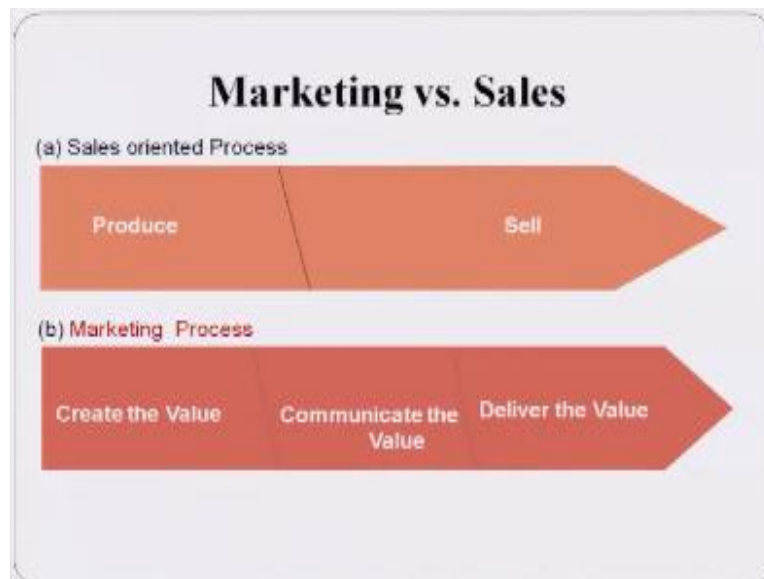 Marketing vs. Sales
(a) Sales oriented Process
Produce
Sell
(b) Marketing Process
Create the Value
Communicate the
Value
Deliver the Value